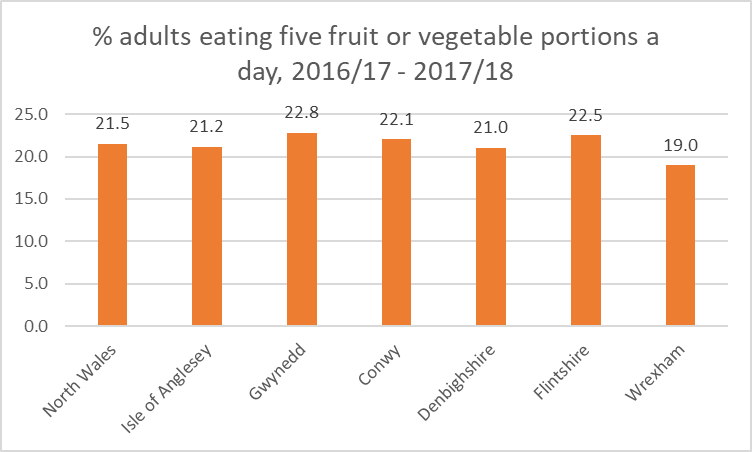 % adults eating five fruit or vegetable portions a
day, 2016/17 - 2017/18
25.0
20.0
15.0
10.0
5.0
0.0
21.5
21.2
22.8
22.1
21.0
22.5
19.0
North Wales
Isle of Anglesey
Gwynedd
Conwy
Denbighshire
Flintshire
Wrexham